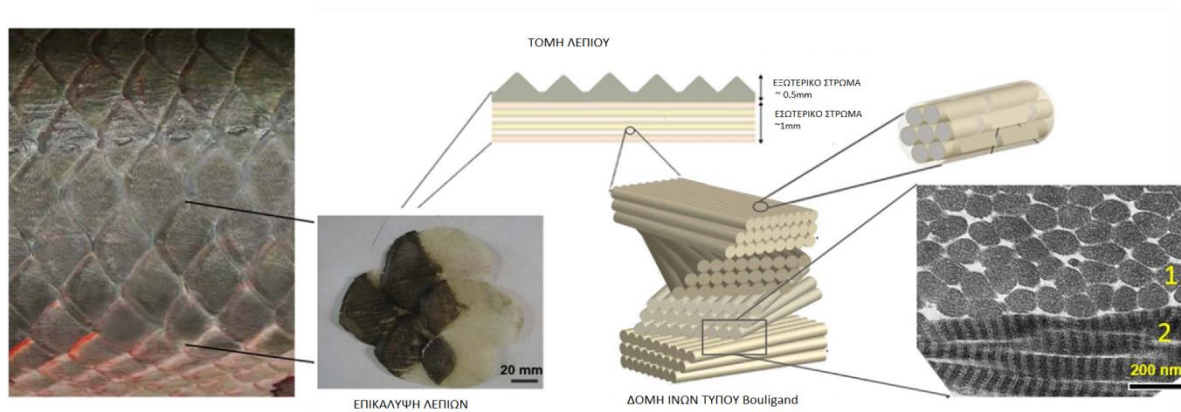 ΤΟΜΗ ΛΕΠΙΟΥ
ΕΞΩΤΕΡΙΚΟ ΣΤΡΩΜΑ
~ 0.5mm
ΕΣΩΤΕΡΙΚΟ ΣΤΡΩΜΑ
~1mm
1
2
200 nm
20 mm
ΕΠΙΚΑΛΥΨΗ ΛΕΠΙΩΝ
ΔΟΜΗ ΙΝΩΝ ΤΥΠΟΥ Bouligand